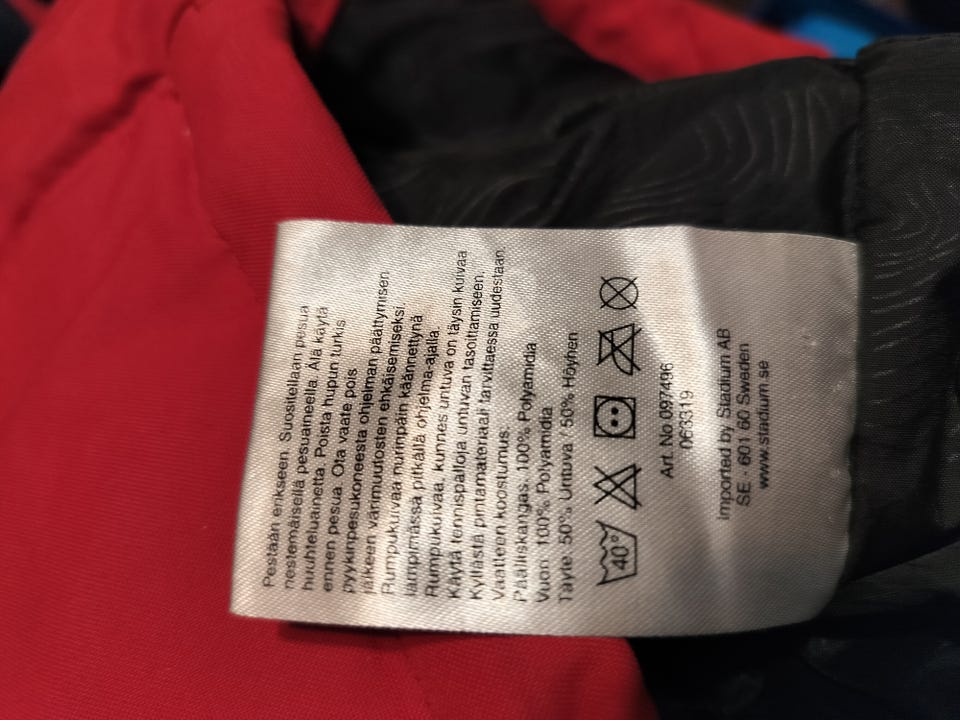 Pestään erikseen. Suositellaan pesua
nestemäisellä pesuaineella. Älä käytä
huuhteluainetta. Poista hupun turkis
ennen pesua. Ota vaate pois
pyykinpesukoneesta ohjelman päättymisen
jälkeen värimuutosten ehkäisemiseksi.
Rumpukuivaa nurinpäin käännettynä
lämpimässä pitkällä ohjelma-ajalla.
Rumpukuivaa, kunnes untuva on täysin kuivaa
Käytä tennispalloja untuvan tasoittamiseen.
Kyllästä pintamateriaali tarvittaessa uudestaan.
Vaatteen koostumus:
Päälliskangas: 100% Polyamidia
Vuori 100% Polyamidia
Täyte: 50% Untuva / 50% Höyhen
40°
Art. No 097496
063319
Imported by Stadium AB
SE - 601 60 Sweden
www.stadium.se